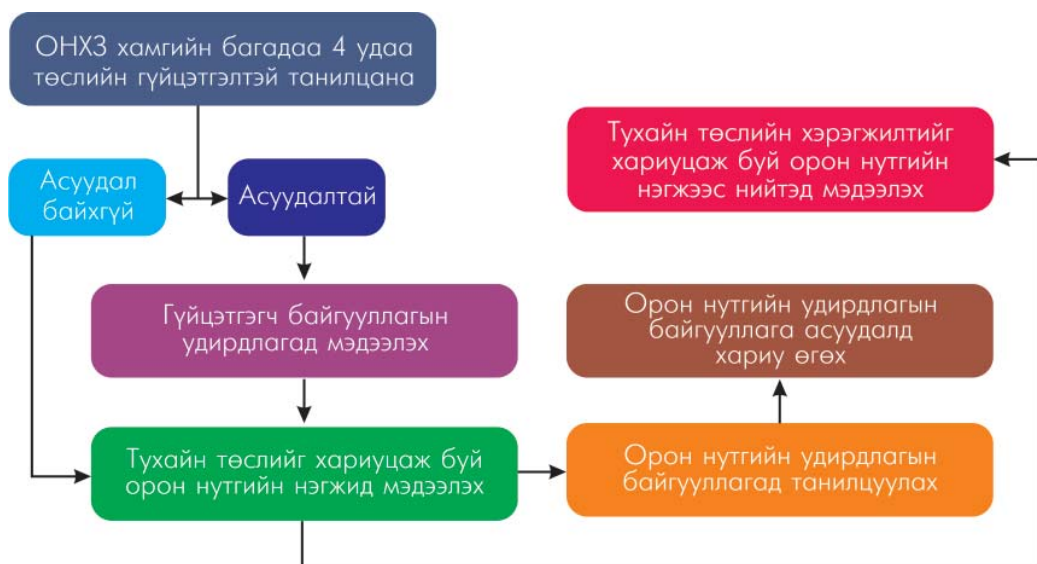 ОНХЗ хамгийн багадаа 4 удаа
төслийн гүйцэтгэлтэй танилцана
Асуудал
байхгүй
Асуудалтай
Гүйцэтгэгч байгууллагын
удирдлагад мэдээлэх
Тухайн төслийг хариуцаж буй
орон нутгийн нэгжид мэдээлэх
Орон нутгийн удирдлагын
байгууллагад танилцуулах
Орон нутгийн удирдлагын
байгууллага асуудалд
хариу өгөх
Тухайн төслийн хэрэгжилтийг
хариуцаж буй орон нутгийн
нэгжээс нийтэд мэдээлэх